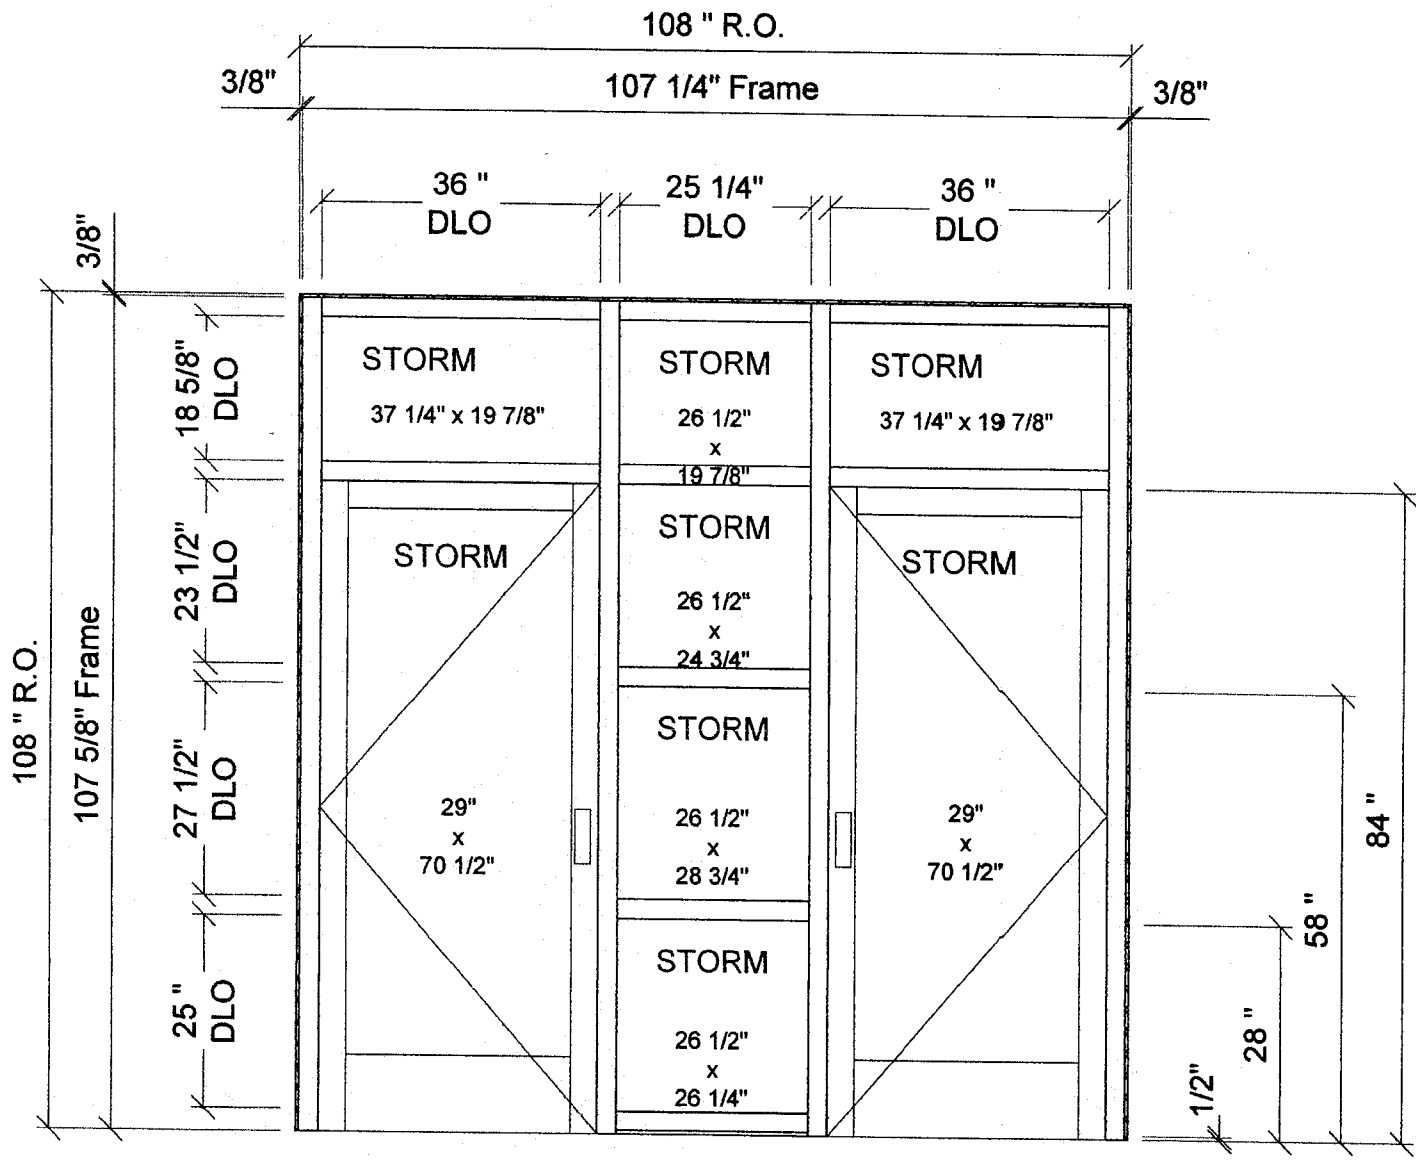 108 " R.O.
3/8"
107 1/4" Frame
3/8"
36 "
DLO
25 1/4"
DLO
36 "
DLO
3/8"
108 " R.O.
107 5/8" Frame
18 5/8"
DLO
23 1/2"
DLO
27 1/2"
DLO
25 "
DLO
STORM
37 1/4" x 19 7/8"
STORM
26 1/2"
x
19 7/8"
STORM
37 1/4" x 19 7/8"
STORM
29"
x
70 1/2"
STORM
26 1/2"
x
24 3/4"
STORM
26 1/2"
x
28 3/4"
STORM
26 1/2"
x
26 1/4"
STORM
29"
x
70 1/2"
1/2"
28 "
58 "
84 "